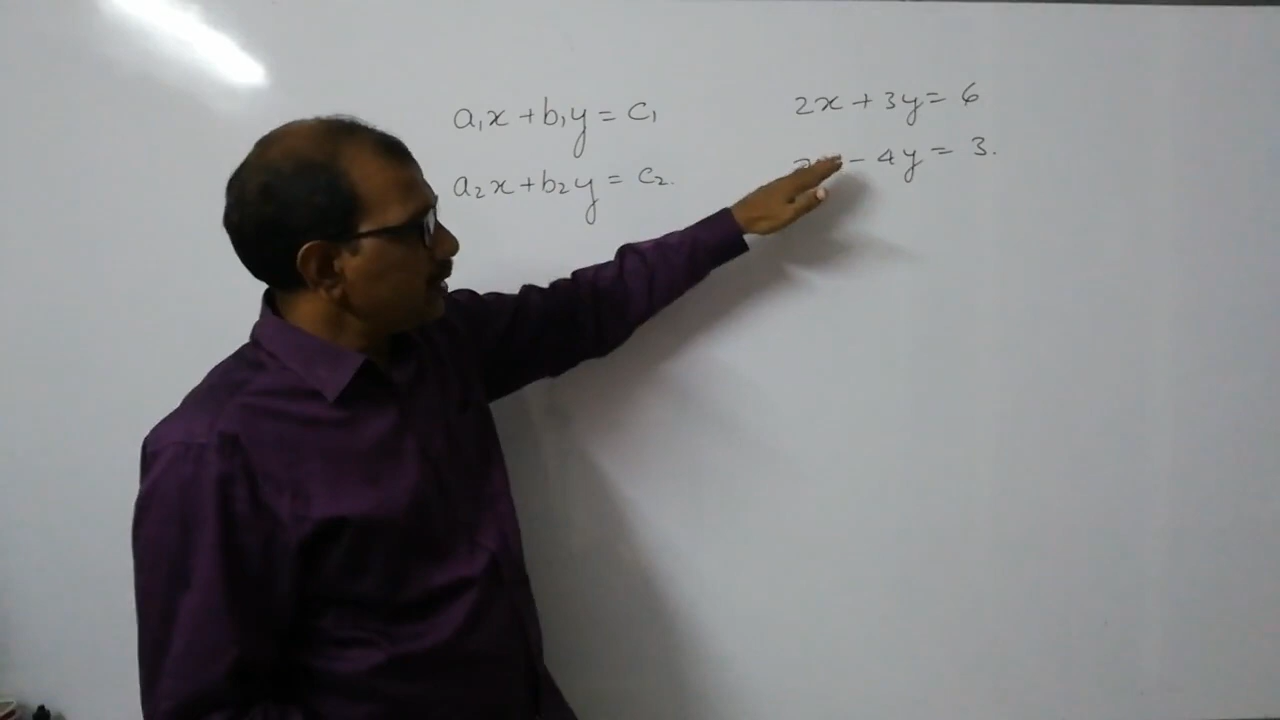 a₁x + b₁y = c₁
a₂x + b₂y = c₂.
2x + 3y = 6
- 4y = 3.